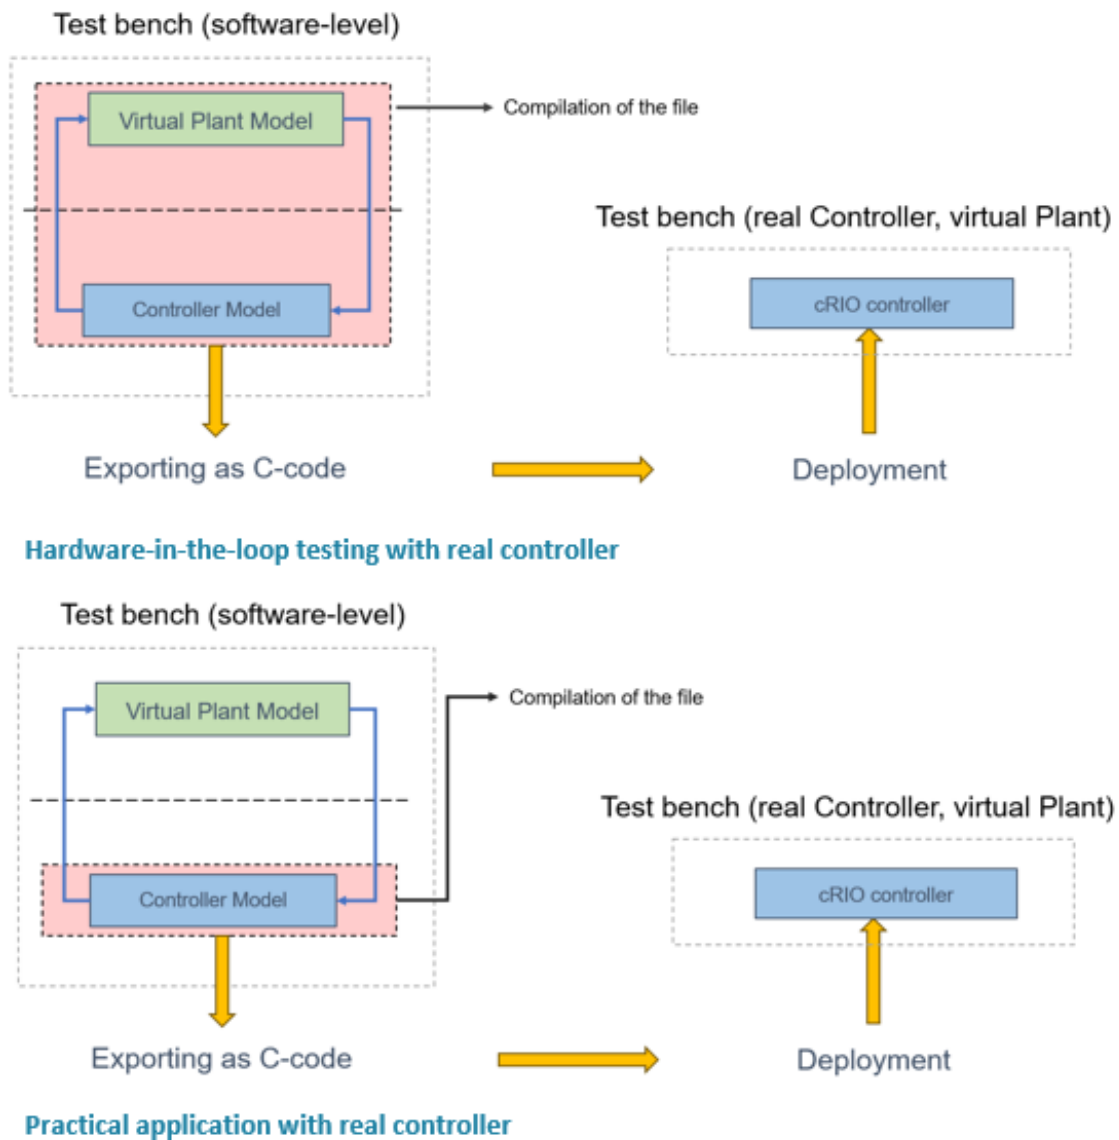 Test bench (software-level)
Virtual Plant Model
Compilation of the file
Controller Model
Test bench (real Controller, virtual Plant)
cRIO controller
Exporting as C-code
Deployment
Hardware-in-the-loop testing with real controller
Test bench (software-level)
Virtual Plant Model
Compilation of the file
Controller Model
Test bench (real Controller, virtual Plant)
cRIO controller
Exporting as C-code
Deployment
Practical application with real controller